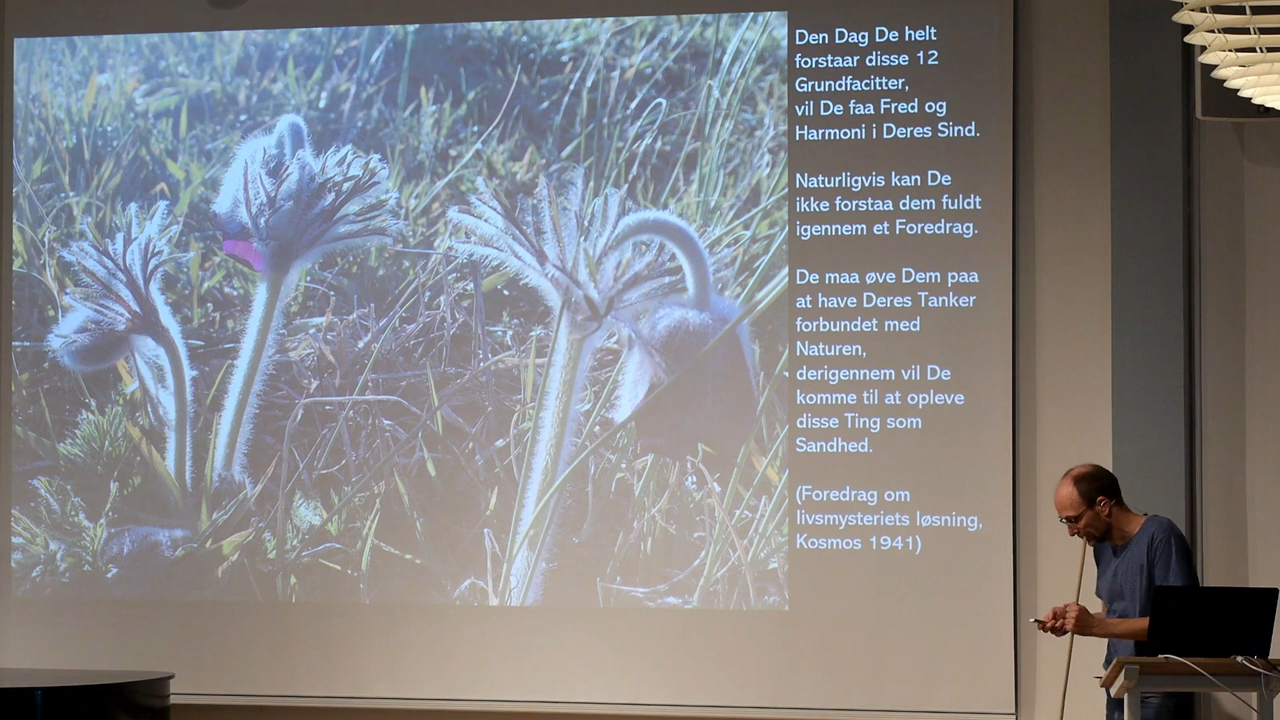 Den Dag De helt
forstaar disse 12
Grundfacitter,
vil De faa Fred og
Harmoni i Deres Sind.
Naturligvis kan De
ikke forstaa dem fuldt
igennem et Foredrag.
De maa øve Dem paa
at have Deres Tanker
forbundet med
Naturen,
derigennem vil De
komme til at opleve
disse Ting som
Sandhed.
(Foredrag om
livsmysteriets løsning,
Kosmos 1941)